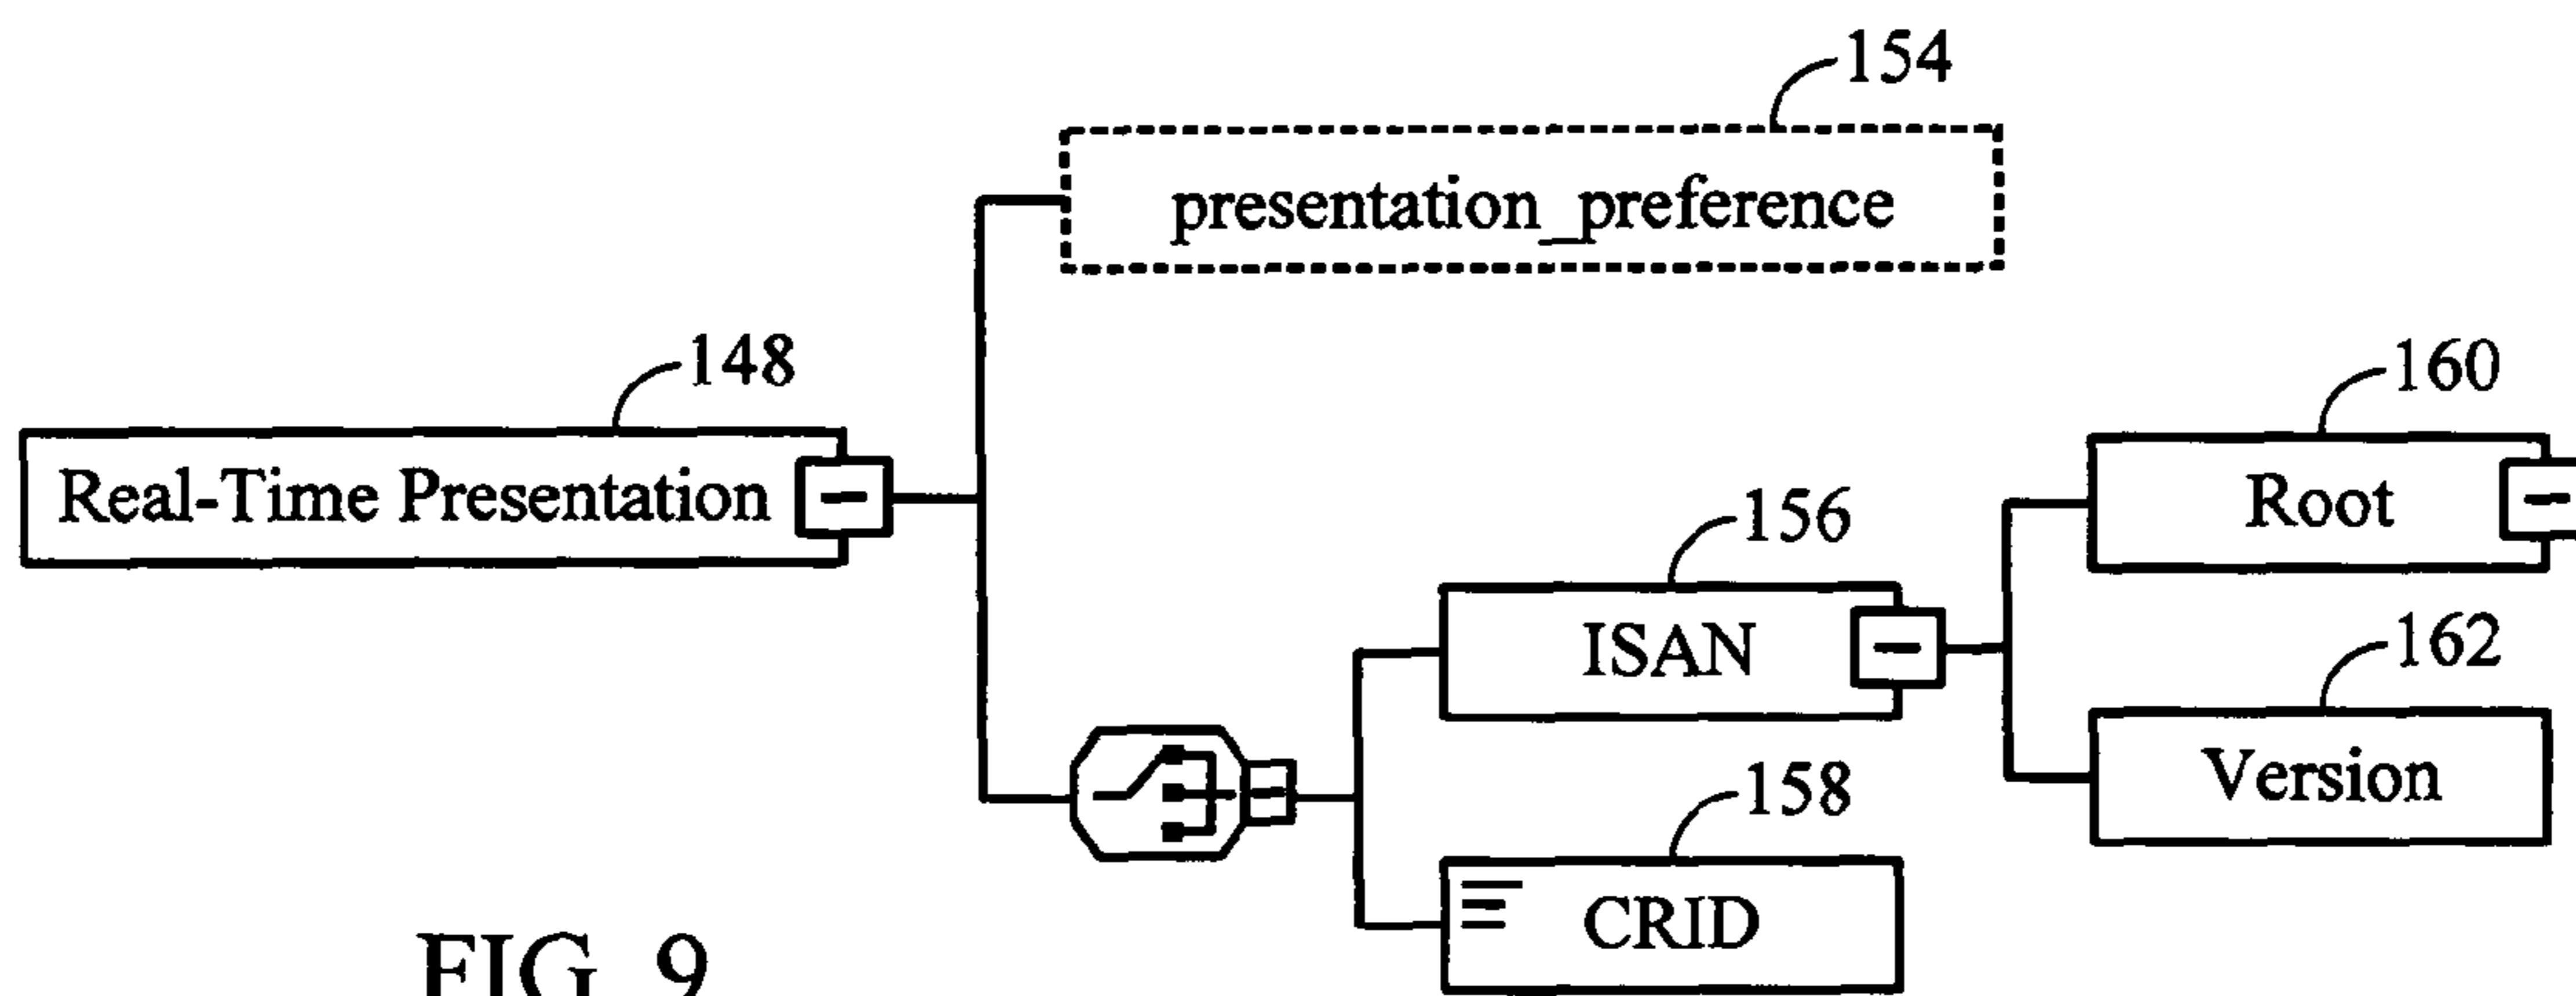 154
presentation_preference
148
Real-Time Presentation
160
Root
156
ISAN
162
Version
158
CRID
FIG. 9